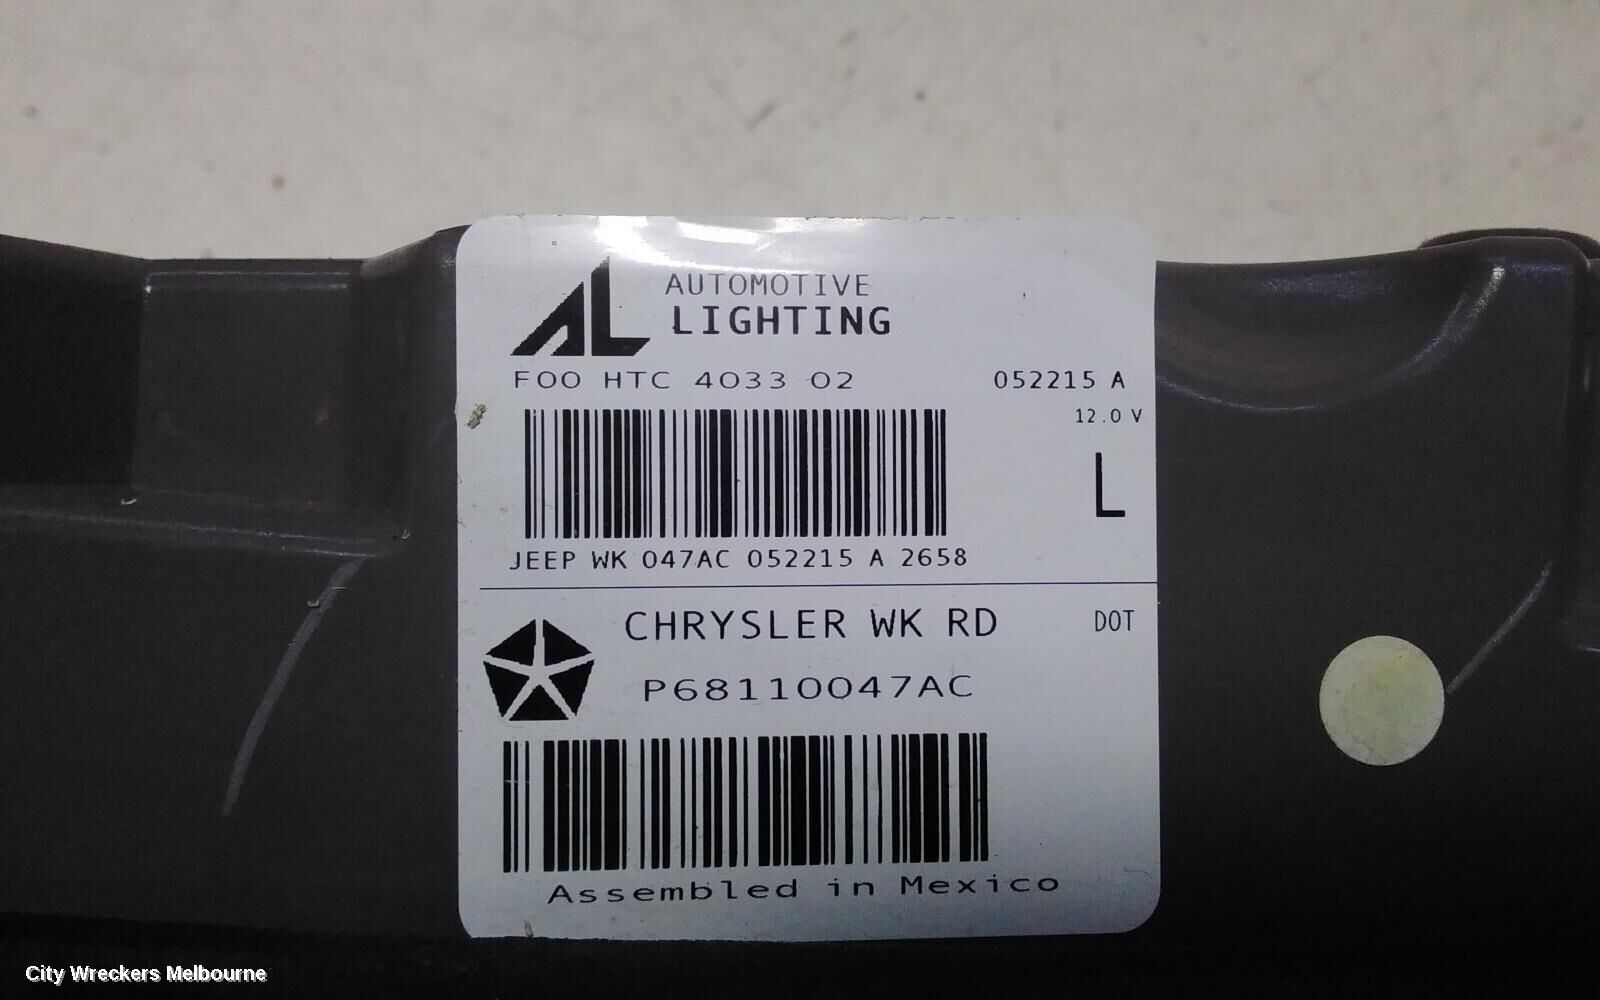 AL AUTOMOTIVE
LIGHTING
FOO HTC 4033 02
052215 A
12.0 V
L
JEEP WK 047AC 052215 A 2658
CHRYSLER WK RD
DOT
P68110047AC
Assembled in Mexico
City Wreckers Melbourne